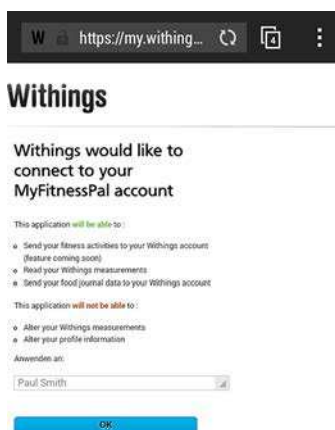 W https://my.withing... 4
Withings
Withings would like to
connect to your
MyFitnessPal account
This application will be able to :
Send your fitness activities to your Withings account
(feature coming soon)
Read your Withings measurements
Send your food journal data to your Withings account
This application will not be able to :
Alter your Withings measurements
Alter your profile information
Anwenden an:
Paul Smith
OK